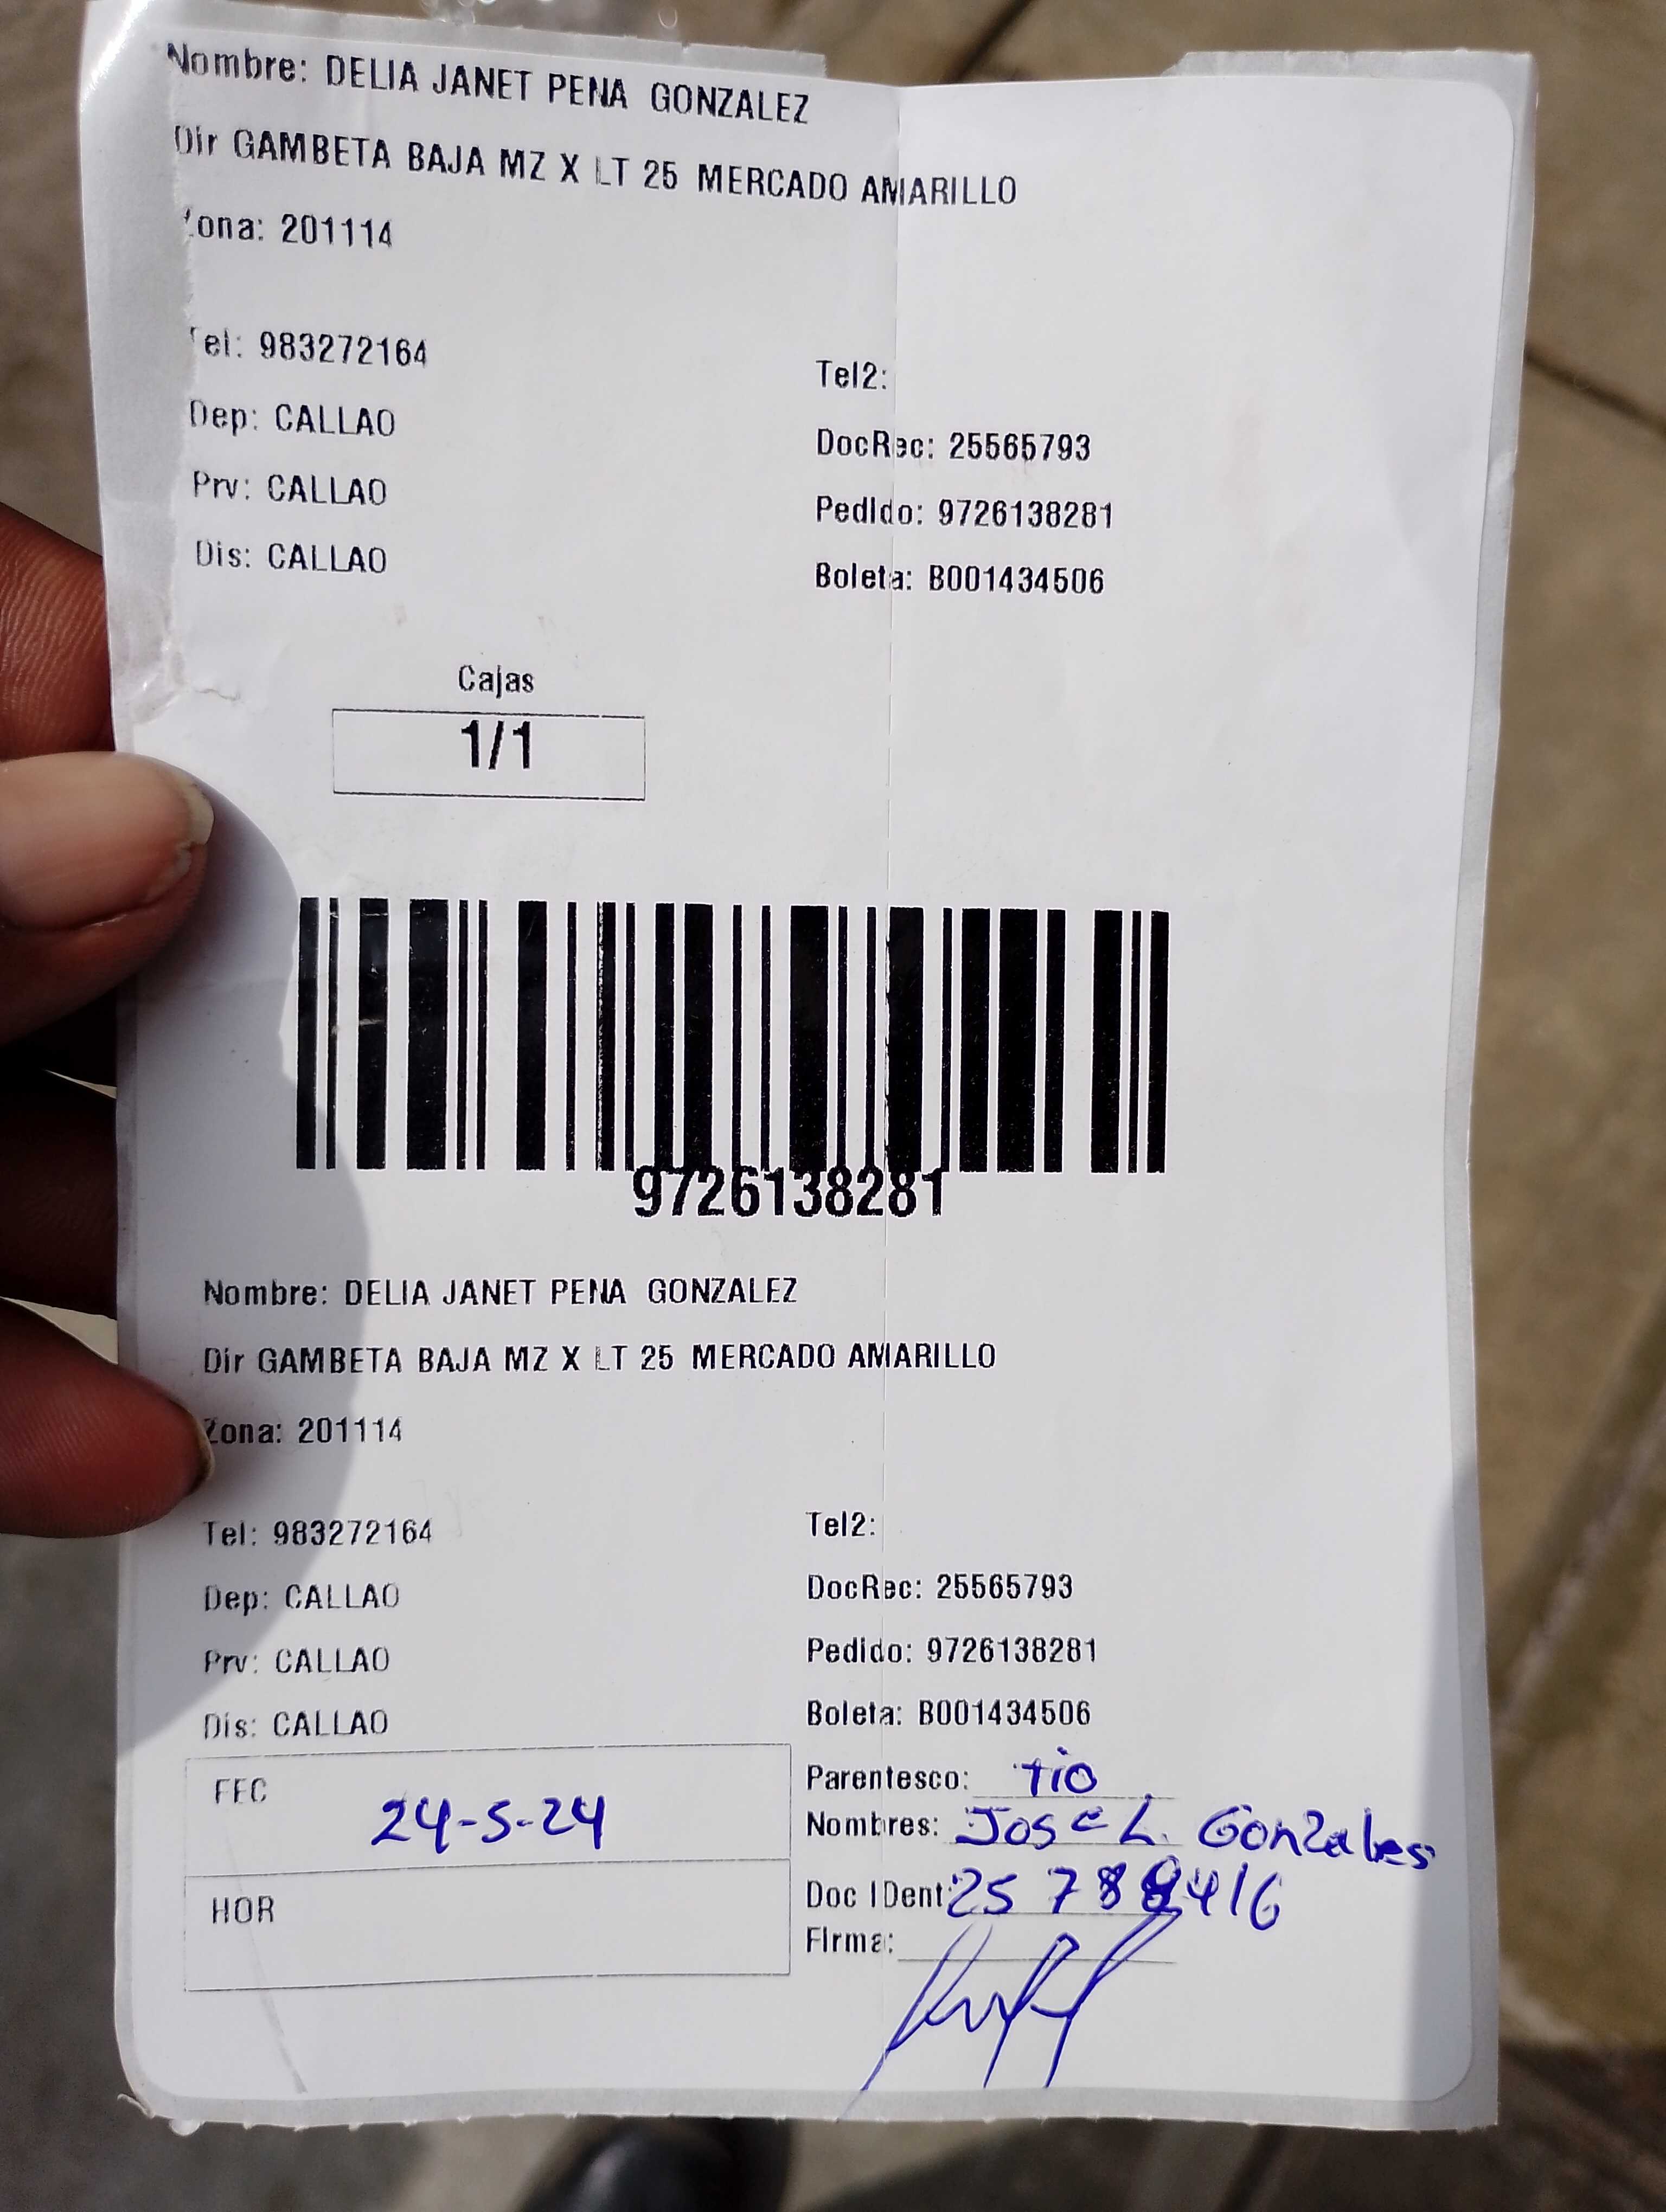 Nombre: DELIA JANET PENA GONZALEZ
Dir GAMBETA BAJA MZ X LT 25 MERCADO AMARILLO
Zona: 201114
Tel: 983272164
Tel2:
Dep: CALLAO
DocRec: 25565793
Prv: CALLAO
Pedido: 9726138281
Dis: CALLAO
Boleta: B001434506
Cajas
1/1
9726138281
Nombre: DELIA JANET PENA GONZALEZ
Dir GAMBETA BAJA MZ X LT 25 MERCADO AMARILLO
Zona: 201114
Tel: 983272164
Tel2:
Dep: CALLAO
DocRec: 25565793
Prv: CALLAO
Pedido: 9726138281
Dis: CALLAO
Boleta: B001434506
FEC 24-5-24
HOR
Parentesco: tio
Nombres: Jose L. Gonzales
Doc IDent:
Firma: